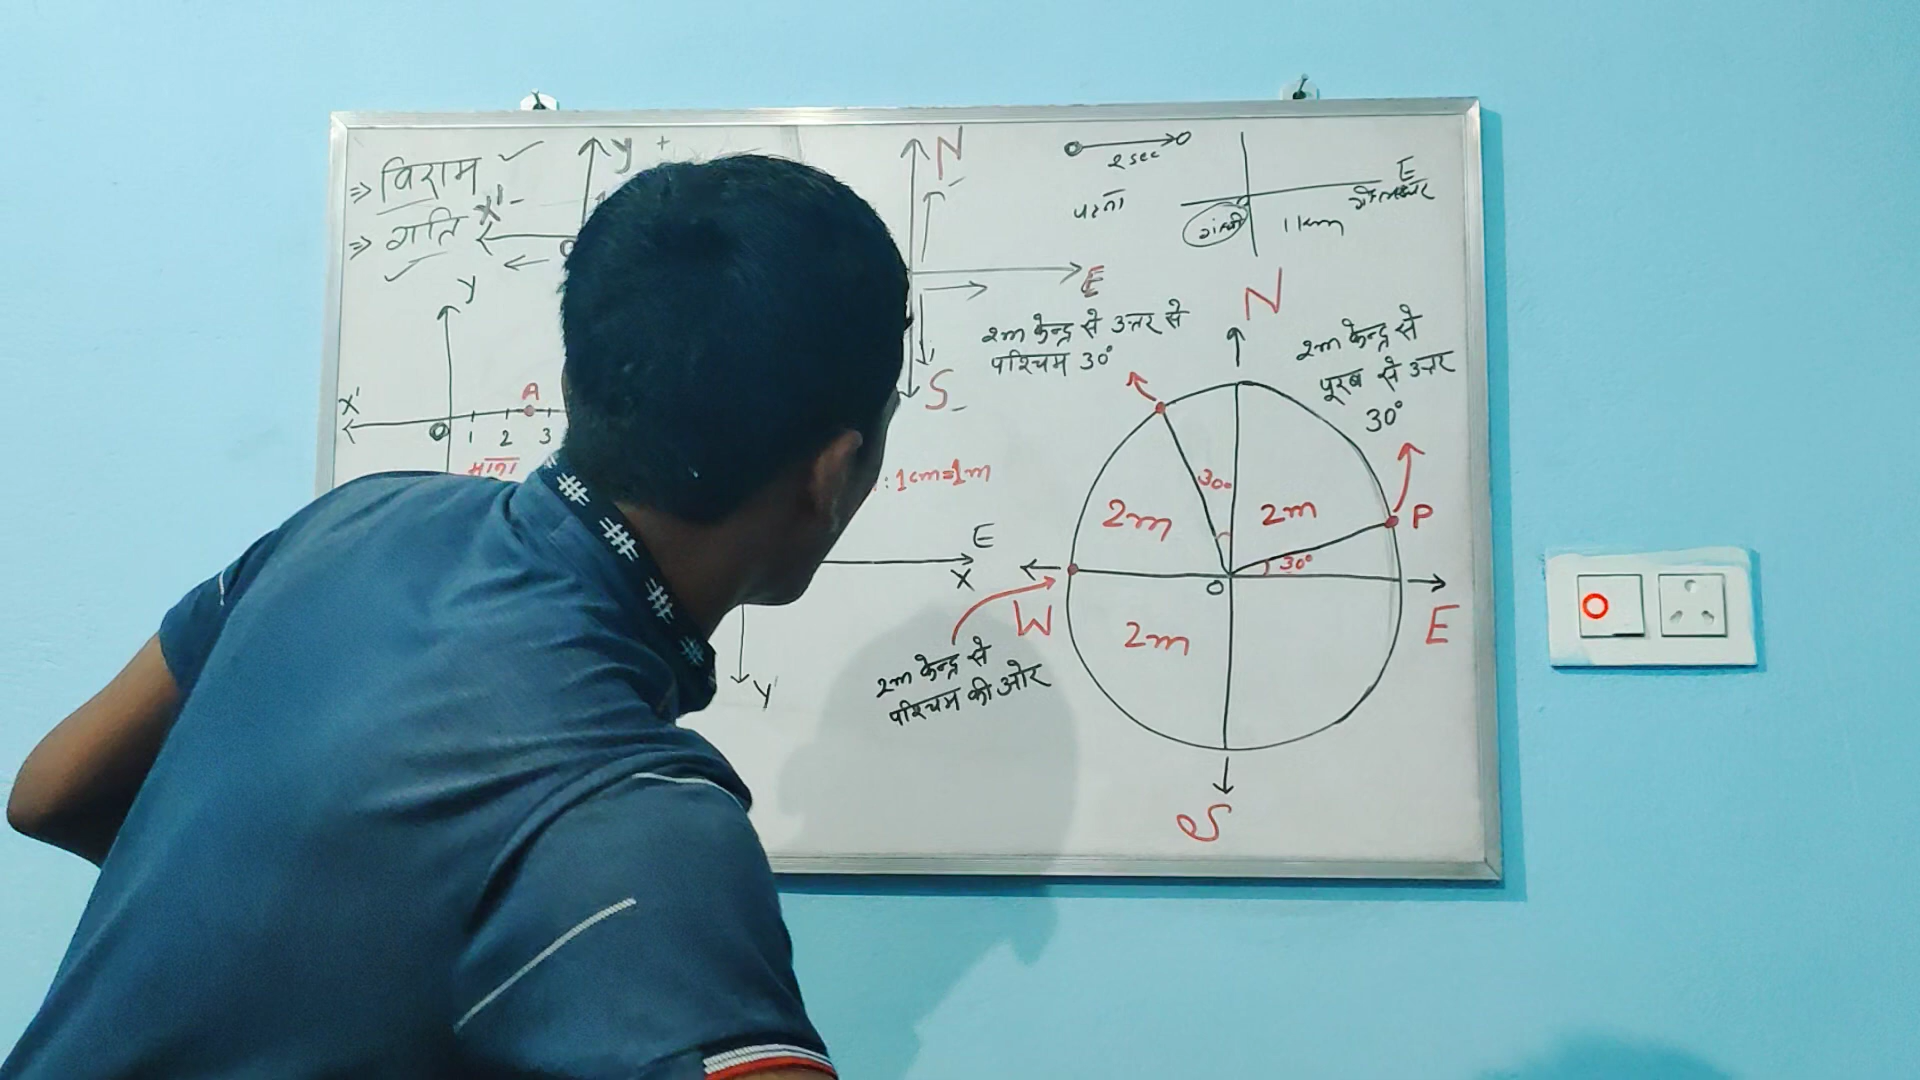 ⇒ विराम ✓
⇒ गति ✓
y +
X' -
N
E
S
2 sec
घटना
E
1 km
y
X'
O
1 2 3
A
माना
: 1cm=1m
E
X
Y
2m केन्द्र से उत्तर से
पश्चिम 30°
N
2m केन्द्र से
पूरब से उत्तर
30°
30°
2m
2m
P
30°
O
W
E
2m
2m केन्द्र से
पश्चिम की ओर
S